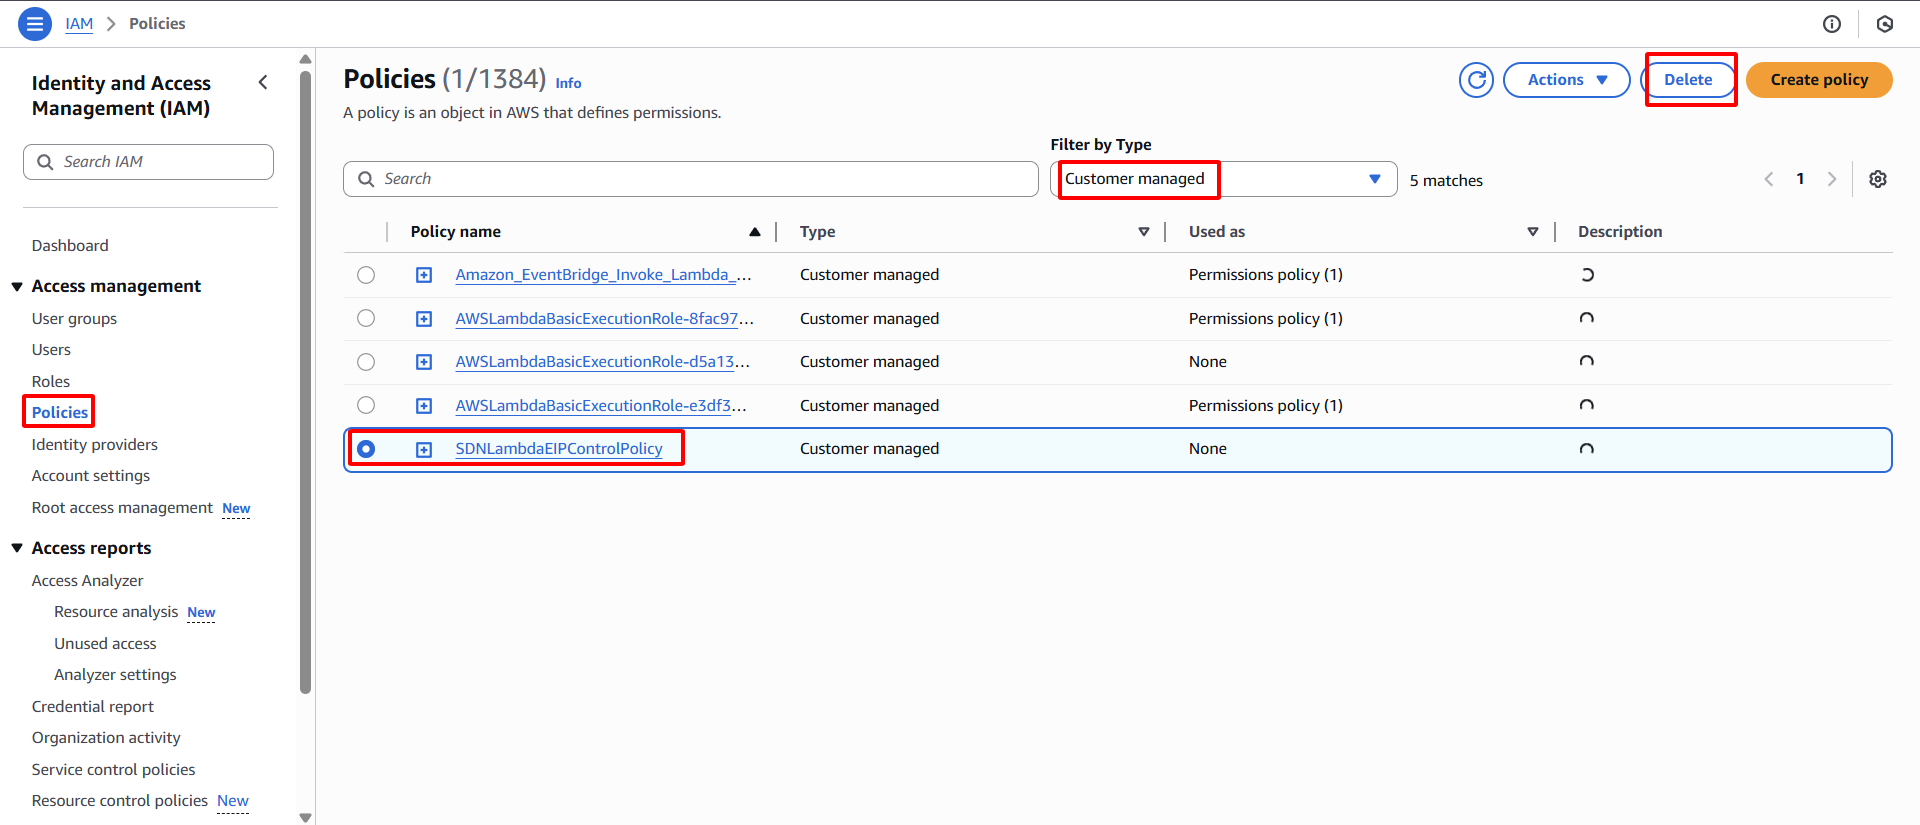 IAM > Policies
Identity and Access
Management (IAM)
Search IAM
Dashboard
Access management
User groups
Users
Roles
Policies
Identity providers
Account settings
Root access management New
Access reports
Access Analyzer
Resource analysis New
Unused access
Analyzer settings
Credential report
Organization activity
Service control policies
Resource control policies New
Policies (1/1384) Info
A policy is an object in AWS that defines permissions.
Actions
Delete
Create policy
Filter by Type
Search
Customer managed
5 matches
1
Policy name Type Used as Description
Amazon_EventBridge_Invoke_Lambda_... Customer managed Permissions policy (1)
AWSLambdaBasicExecutionRole-8fac97... Customer managed Permissions policy (1)
AWSLambdaBasicExecutionRole-d5a13... Customer managed None
AWSLambdaBasicExecutionRole-e3df3... Customer managed Permissions policy (1)
SDNLambdaEIPControlPolicy Customer managed None